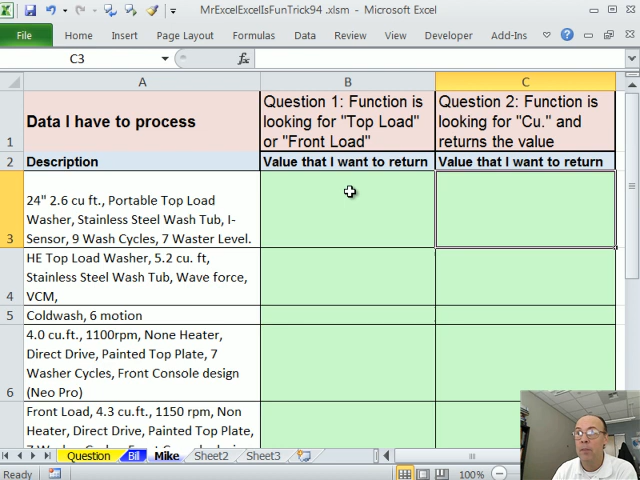 MrExcelExcelIsFunTrick94 .xlsm - Microsoft Excel
File Home Insert Page Layout Formulas Data Review View Developer Add-Ins
C3 fx
A B C
1 Data I have to process
Question 1: Function is
looking for "Top Load"
or "Front Load"
Question 2: Function is
looking for "Cu." and
returns the value
2 Description Value that I want to return Value that I want to return
3
24" 2.6 cu ft., Portable Top Load
Washer, Stainless Steel Wash Tub, I-
Sensor, 9 Wash Cycles, 7 Waster Level.
4
HE Top Load Washer, 5.2 cu. ft,
Stainless Steel Wash Tub, Wave force,
VCM,
5 Coldwash, 6 motion
6
4.0 cu.ft., 1100rpm, None Heater,
Direct Drive, Painted Top Plate, 7
Washer Cycles, Front Console design
(Neo Pro)
Front Load, 4.3 cu.ft., 1150 rpm, Non
Heater, Direct Drive, Painted Top Plate,
Question Bill Mike Sheet2 Sheet3
Ready 100%